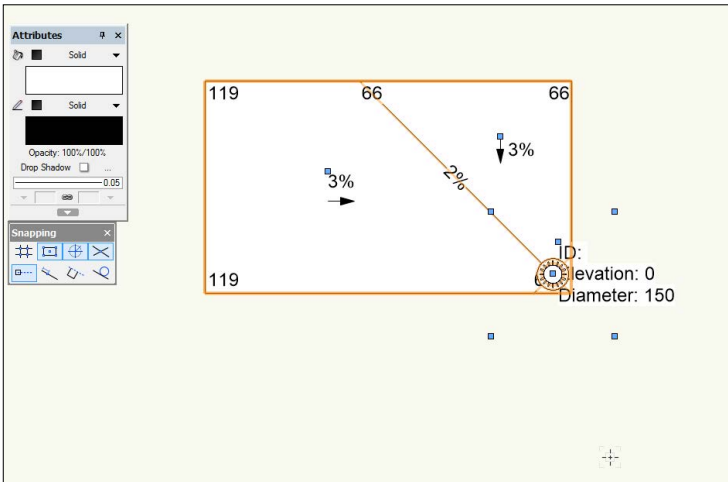 Attributes
Solid
Solid
Opacity: 100%/100%
Drop Shadow ...
0.05
Snapping
119 66 66
3%
2%
3%
119
ID:
Elevation: 0
Diameter: 150